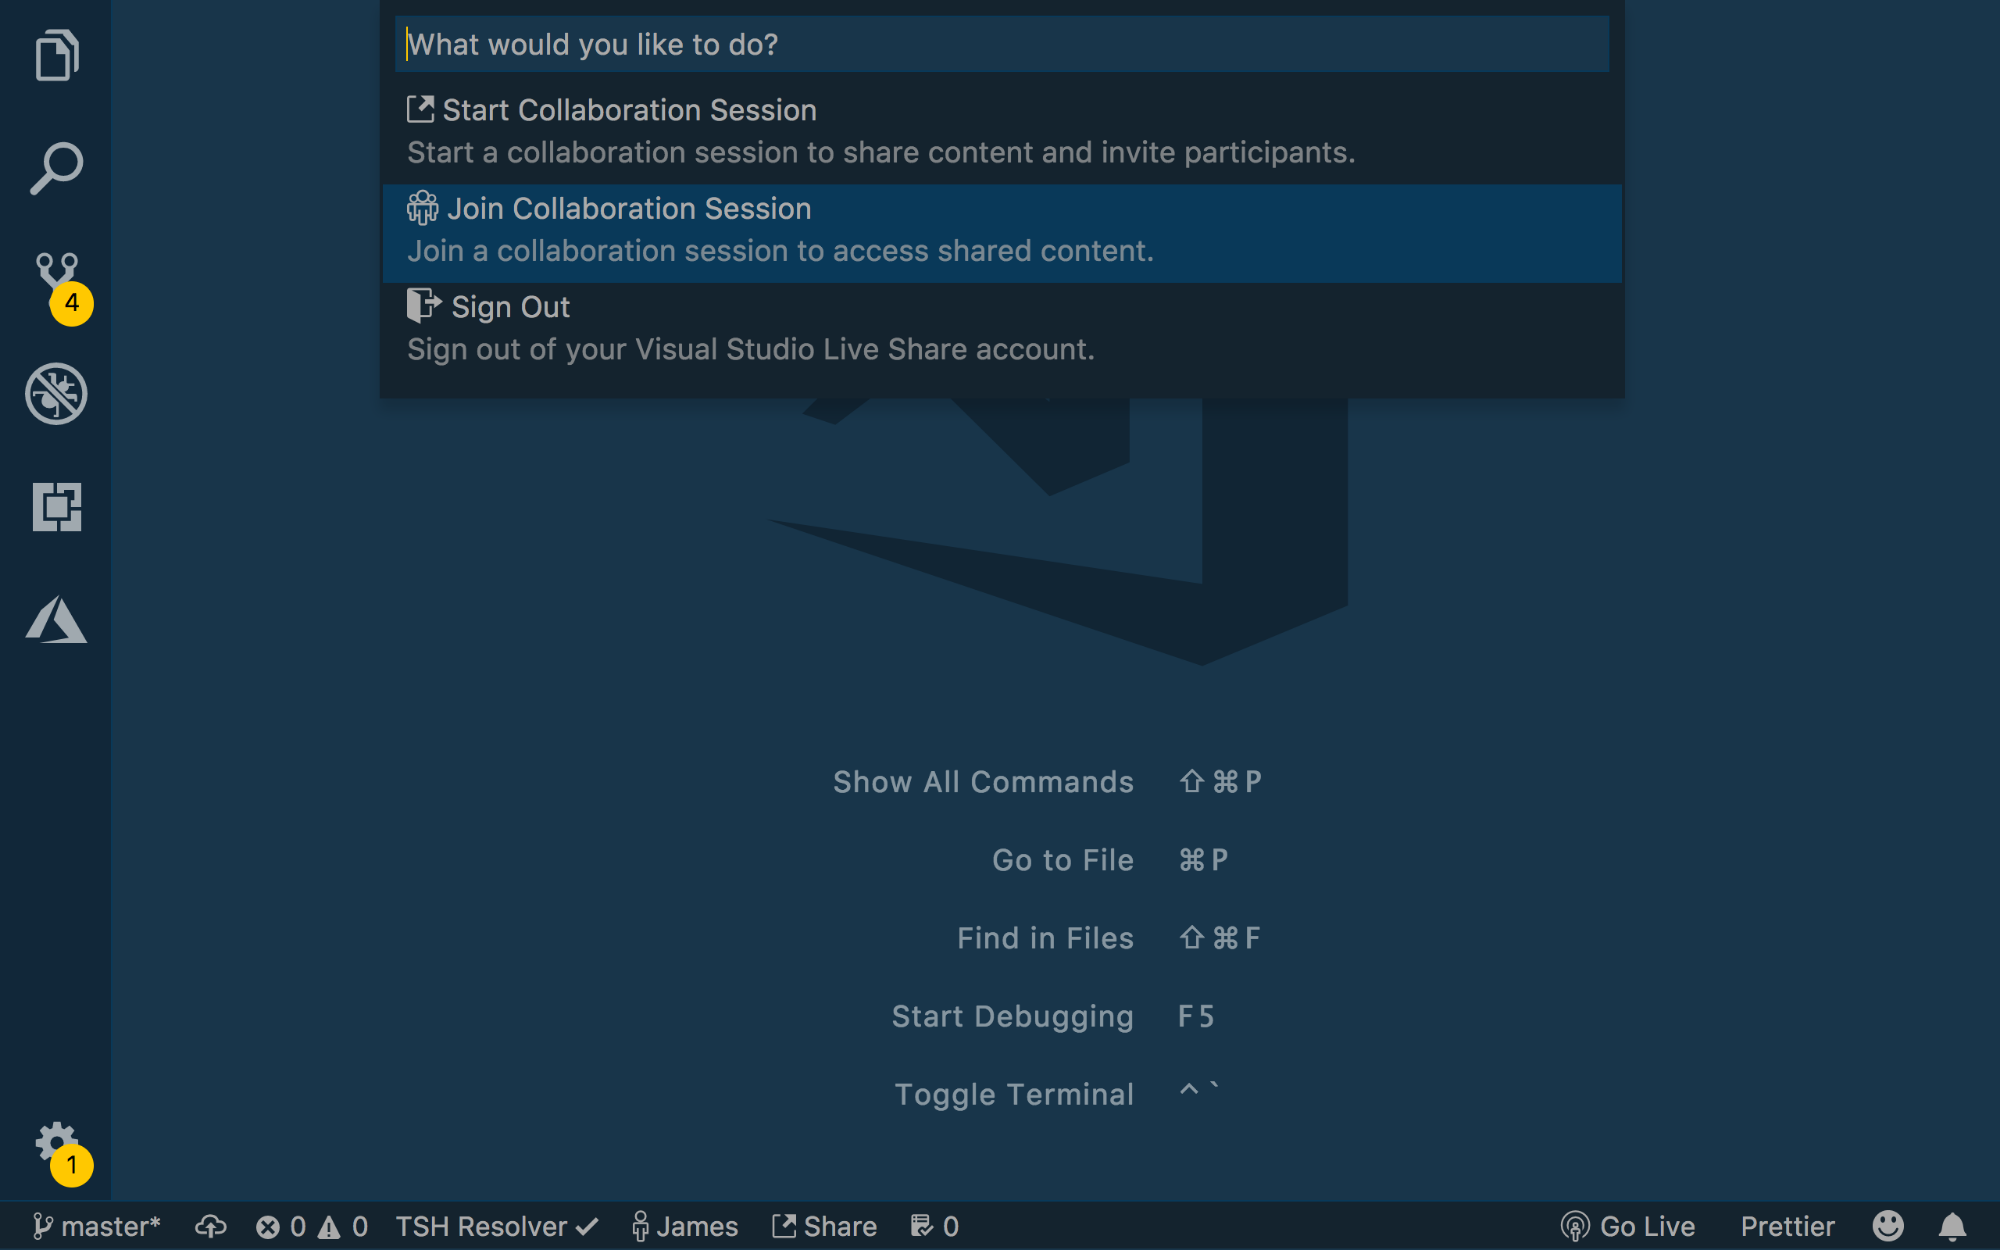 What would you like to do?
Start Collaboration Session
Start a collaboration session to share content and invite participants.
Join Collaboration Session
Join a collaboration session to access shared content.
Sign Out
Sign out of your Visual Studio Live Share account.
4
Show All Commands ⇧⌘P
Go to File ⌘P
Find in Files ⇧⌘F
Start Debugging F5
Toggle Terminal ^`
1
master* 0 0 TSH Resolver ✓ James Share 0 Go Live Prettier